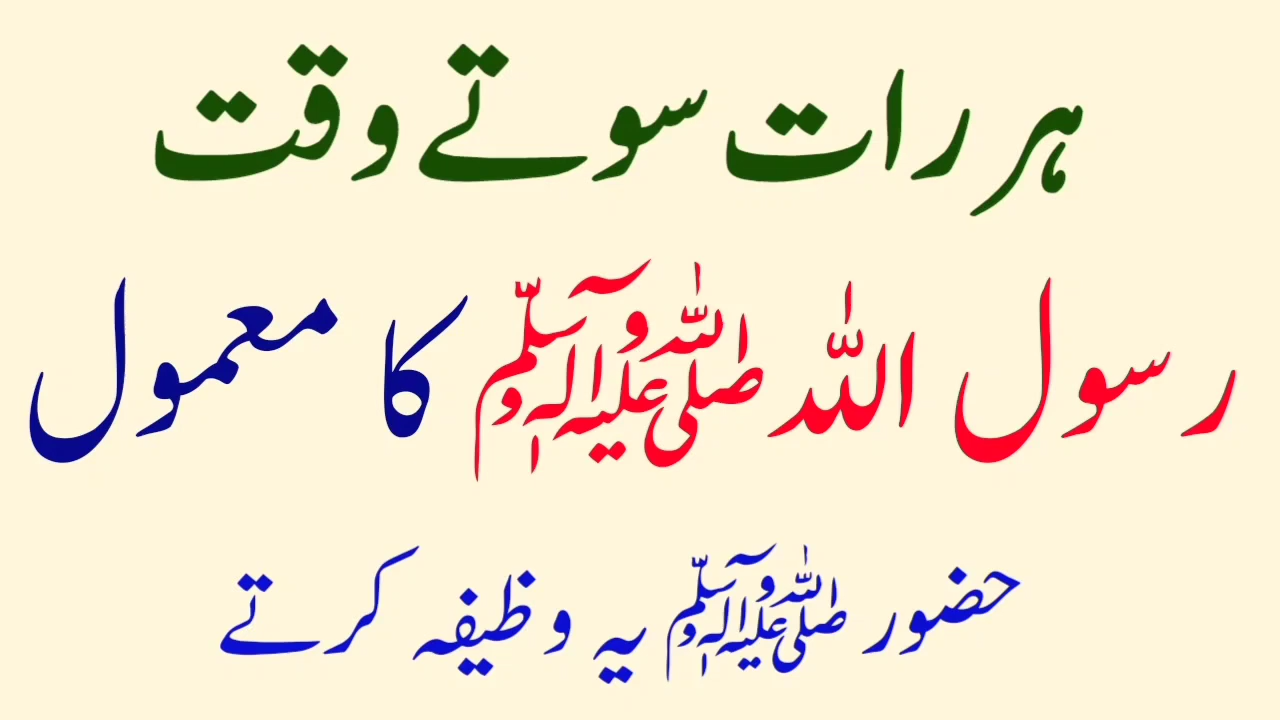 ہر رات سوتے وقت
رسول اللہ صلی اللہ علیہ وآلہ وسلم کا معمول
حضور صلی اللہ علیہ وآلہ وسلم یہ وظیفہ کرتے